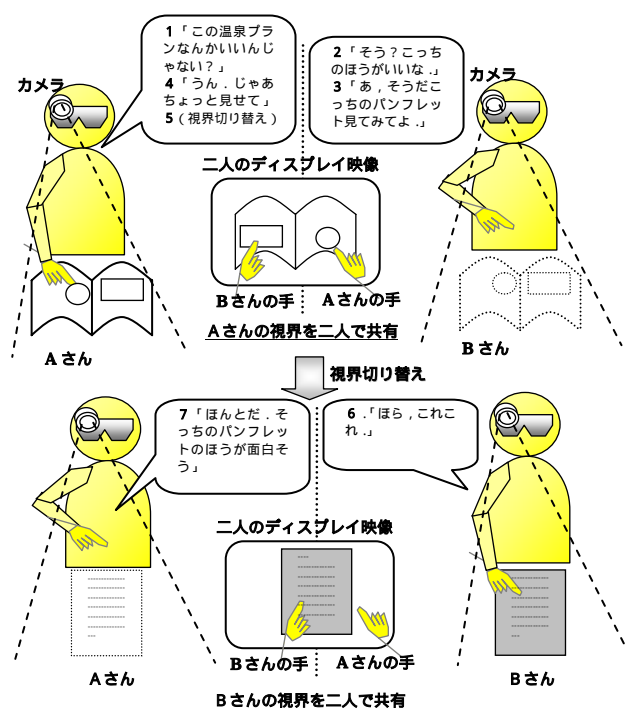 1「この温泉プラ
ンなんかいいんじ
ゃない？」
4「うん．じゃあ
ちょっと見せて」
5（視界切り替え）
2「そう？こっち
のほうがいいな．」
3「あ，そうだこ
っちのパンフレッ
ト見てみてよ．」
カメラ
カメラ
二人のディスプレイ映像
Bさんの手
Aさんの手
Aさんの視界を二人で共有
Aさん
Bさん
視界切り替え
7「ほんとだ．そ
っちのパンフレッ
トのほうが面白そ
う」
6．「ほら，これこ
れ．」
二人のディスプレイ映像
Bさんの手
Aさんの手
Aさん
Bさん
Bさんの視界を二人で共有